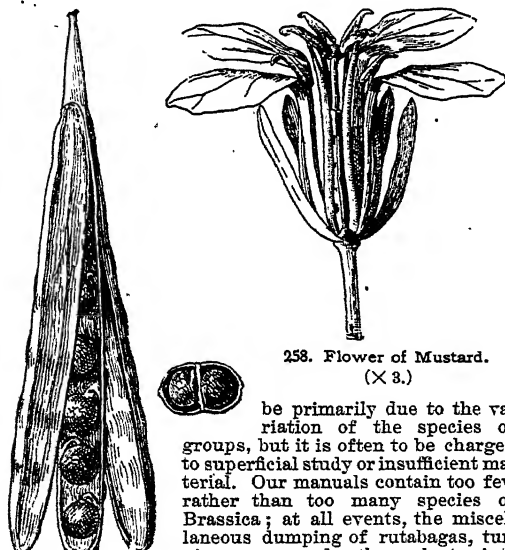 258. Flower of Mustard.
(X 3.)
be primarily due to the va
riation of the species o
groups, but it is often to be charge
to superficial study or insufficient ma
terial. Our manuals contain too few
rather than too many species o
Brassica; at all events, the miscel
laneous dumping of rutabagas, tur